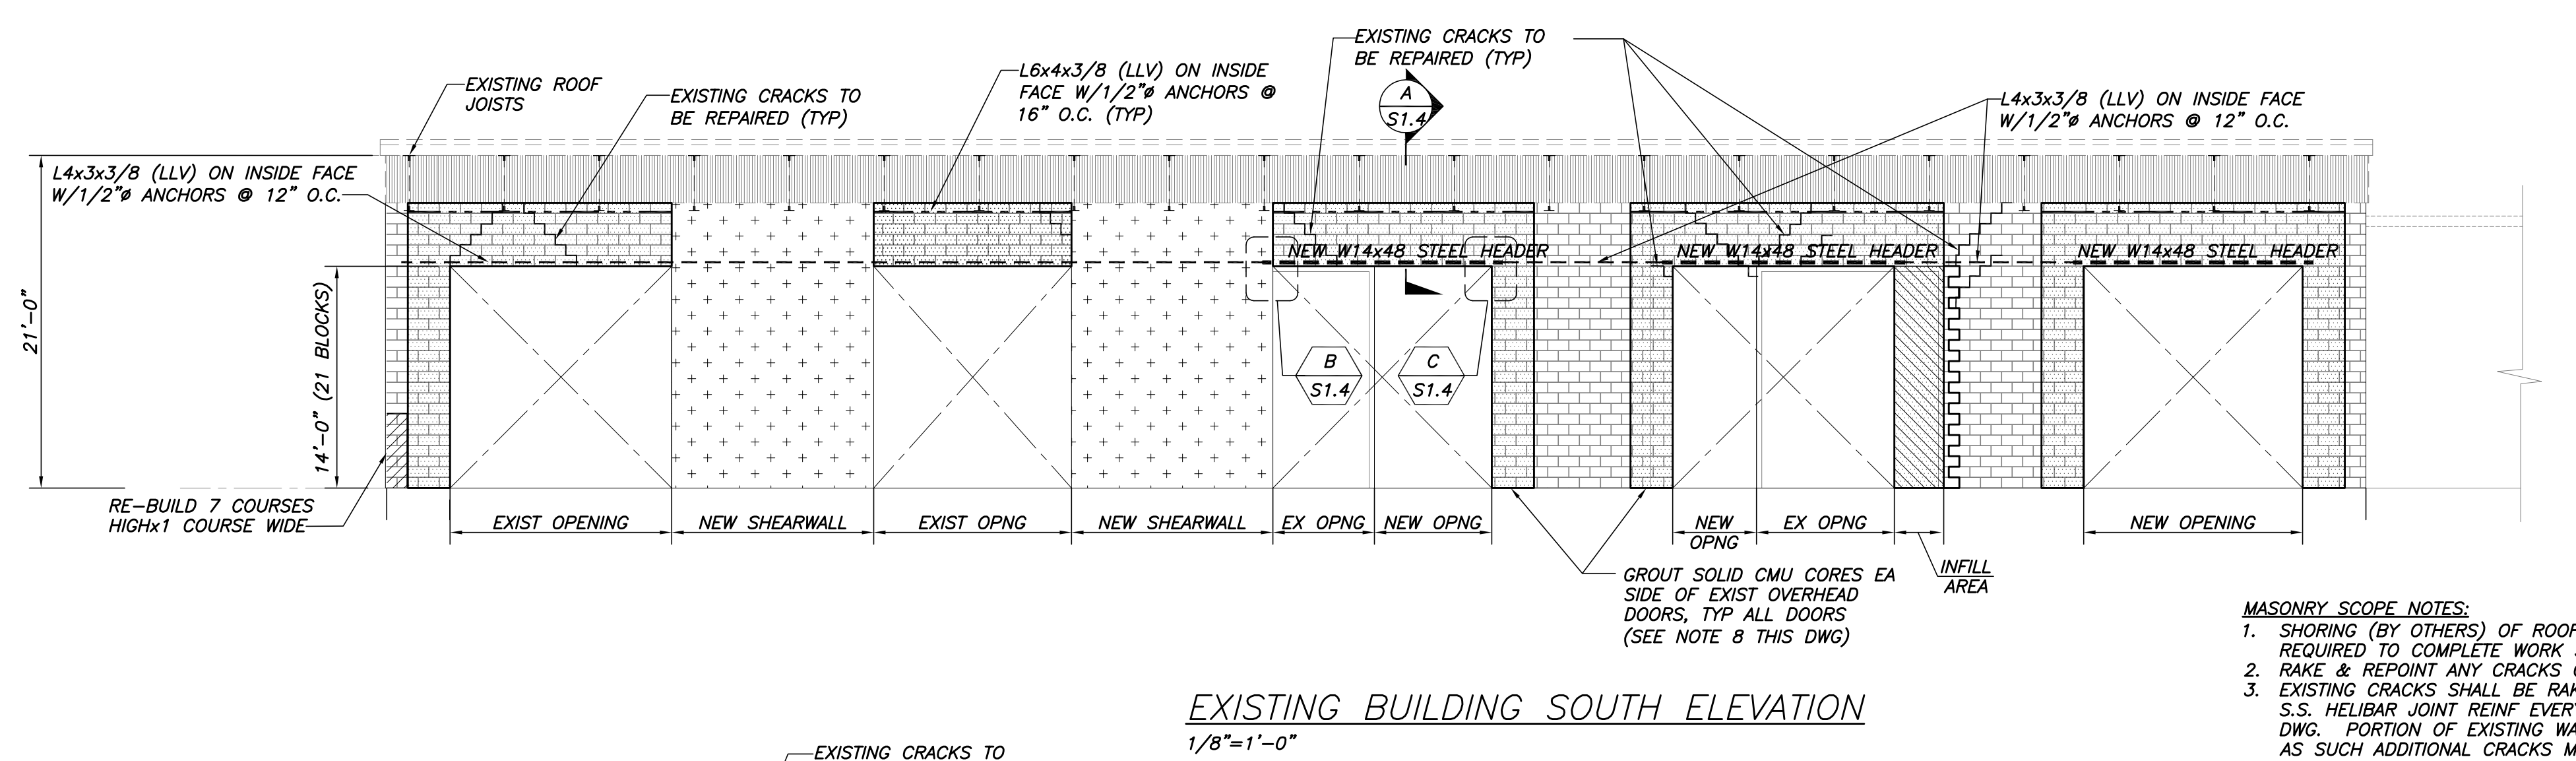 EXISTING ROOF
JOISTS
EXISTING CRACKS TO
BE REPAIRED (TYP)
L6x4x3/8 (LLV) ON INSIDE
FACE W/1/2"ø ANCHORS @
16" O.C. (TYP)
EXISTING CRACKS TO
BE REPAIRED (TYP)
A
S1.4
L4x3x3/8 (LLV) ON INSIDE FACE
W/1/2"ø ANCHORS @ 12" O.C.
L4x3x3/8 (LLV) ON INSIDE FACE
W/1/2"ø ANCHORS @ 12" O.C.
NEW W14x48 STEEL HEADER
NEW W14x48 STEEL HEADER
NEW W14x48 STEEL HEADER
21'-0"
14'-0" (21 BLOCKS)
B
S1.4
C
S1.4
RE-BUILD 7 COURSES
HIGHx1 COURSE WIDE
EXIST OPENING
NEW SHEARWALL
EXIST OPNG
NEW SHEARWALL
EX OPNG
NEW OPNG
NEW
OPNG
EX OPNG
NEW OPENING
INFILL
AREA
GROUT SOLID CMU CORES EA
SIDE OF EXIST OVERHEAD
DOORS, TYP ALL DOORS
(SEE NOTE 8 THIS DWG)
MASONRY SCOPE NOTES:
1. SHORING (BY OTHERS) OF ROOF
REQUIRED TO COMPLETE WORK
2. RAKE & REPOINT ANY CRACKS
3. EXISTING CRACKS SHALL BE RAK
S.S. HELIBAR JOINT REINF EVER
DWG. PORTION OF EXISTING WA
AS SUCH ADDITIONAL CRACKS M
EXISTING BUILDING SOUTH ELEVATION
1/8"=1'-0"
EXISTING CRACKS TO